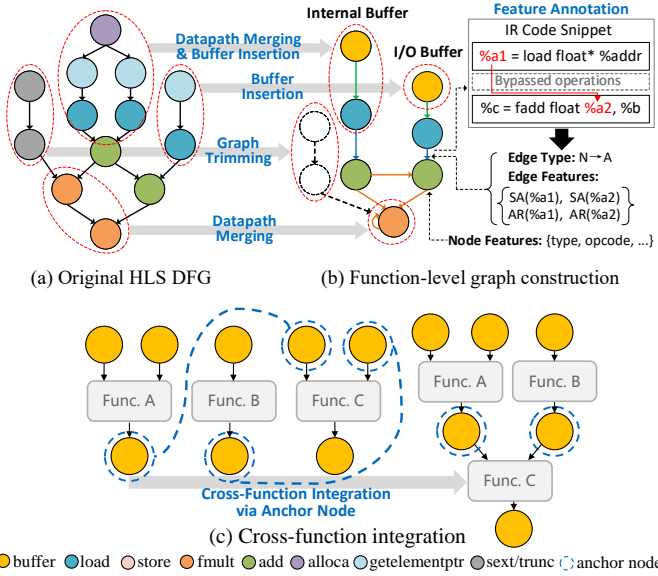 Internal Buffer
Feature Annotation
IR Code Snippet
Datapath Merging
& Buffer Insertion
I/O Buffer
%a1 = load float* %addr
Buffer
Insertion
Bypassed operations
%c = fadd float %a2, %b
Graph
Trimming
Edge Type: N→A
Edge Features:
SA(%a1), SA(%a2)
AR(%a1), AR(%a2)
Datapath
Merging
Node Features: {type, opcode, ...}
(a) Original HLS DFG
(b) Function-level graph construction
Func. A
Func. B
Func. C
Func. A
Func. B
Func. C
Cross-Function Integration
via Anchor Node
(c) Cross-function integration
buffer load store fmult add alloca getelementptr sext/trunc anchor node